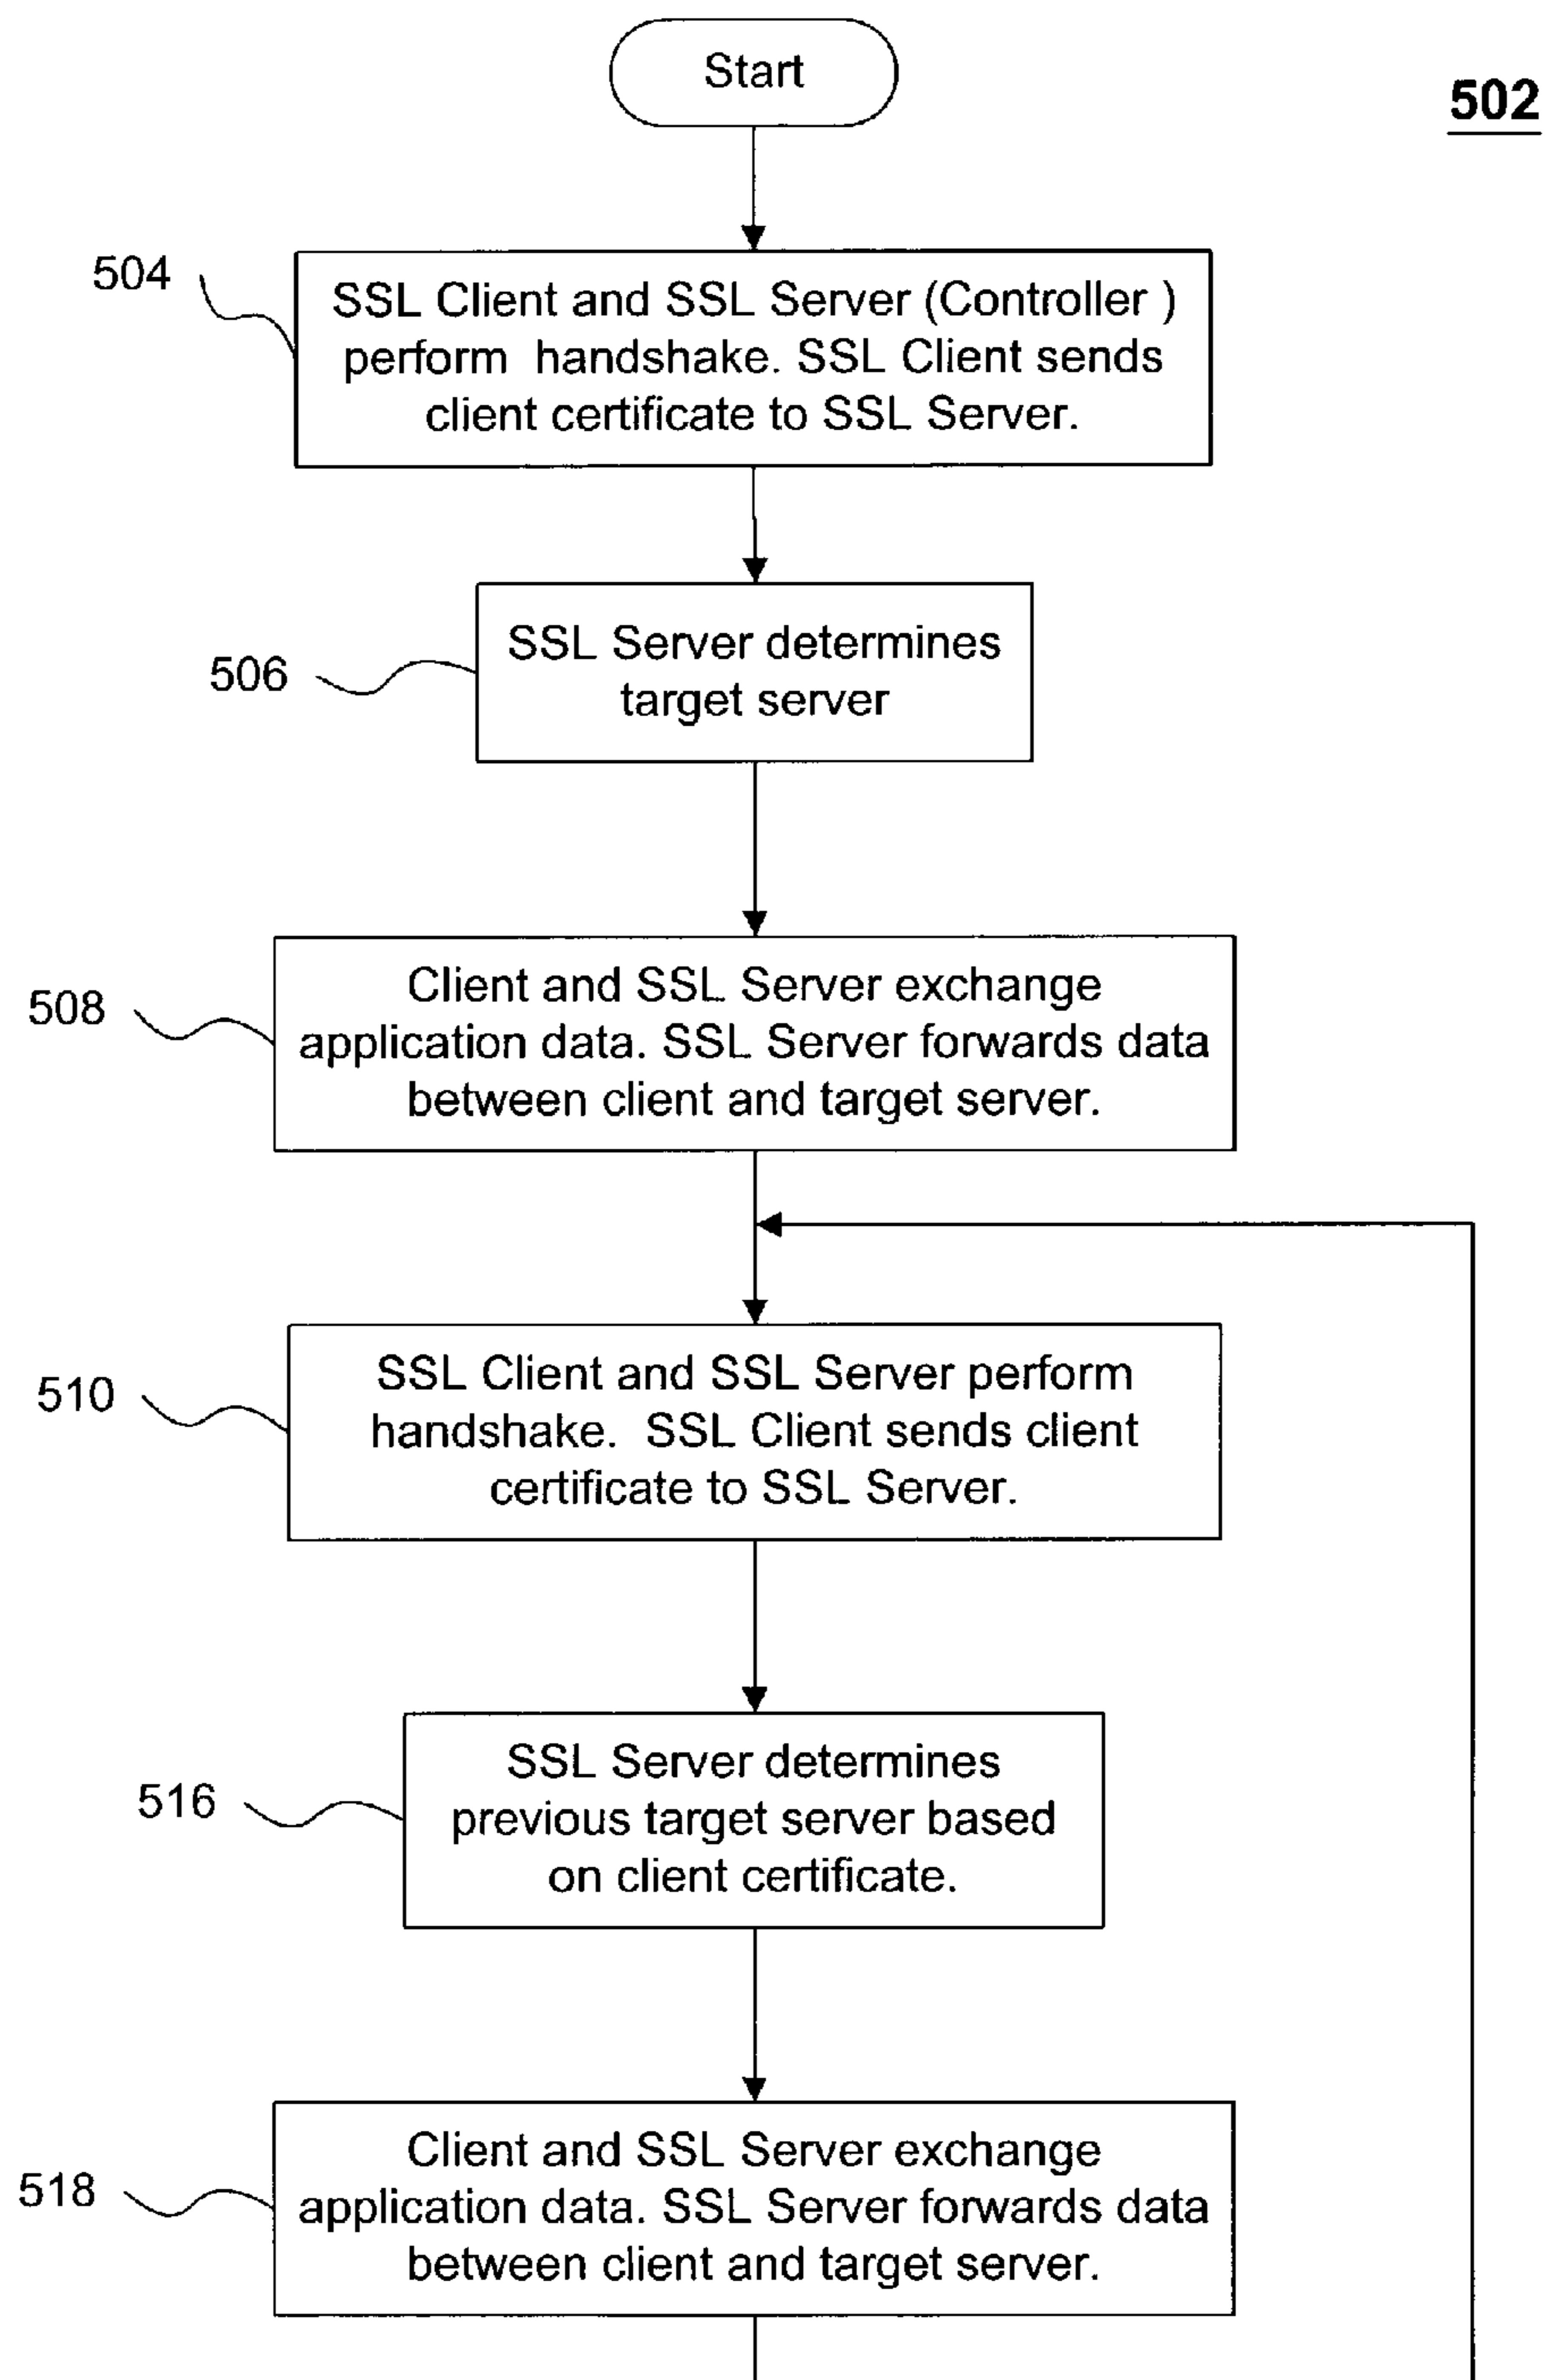 Start
502
504
SSL Client and SSL Server (Controller )
perform handshake. SSL Client sends
client certificate to SSL Server.
506
SSL Server determines
target server
508
Client and SSL Server exchange
application data. SSL Server forwards data
between client and target server.
510
SSL Client and SSL Server perform
handshake. SSL Client sends client
certificate to SSL Server.
516
SSL Server determines
previous target server based
on client certificate.
518
Client and SSL Server exchange
application data. SSL Server forwards data
between client and target server.